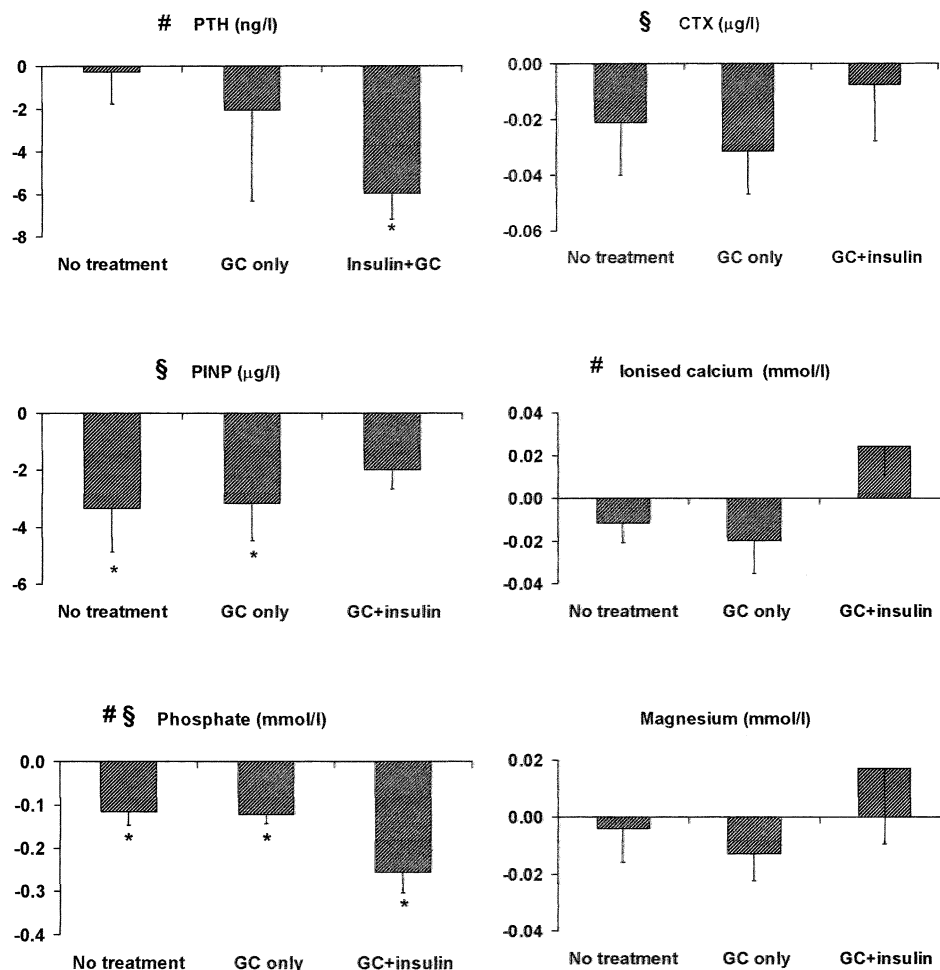 # PTH (ng/l)
0
-2
-4
-6
-8
*
No treatment GC only Insulin+GC
§ CTX (μg/l)
0.00
-0.02
-0.04
-0.06
No treatment GC only GC+insulin
§ PINP (μg/l)
0
-2
-4
-6
* *
No treatment GC only GC+insulin
# Ionised calcium (mmol/l)
0.04
0.02
0.00
-0.02
-0.04
No treatment GC only GC+insulin
# § Phosphate (mmol/l)
0.0
-0.1
-0.2
-0.3
-0.4
* * *
No treatment GC only GC+insulin
Magnesium (mmol/l)
0.02
0.00
-0.02
-0.04
No treatment GC only GC+insulin